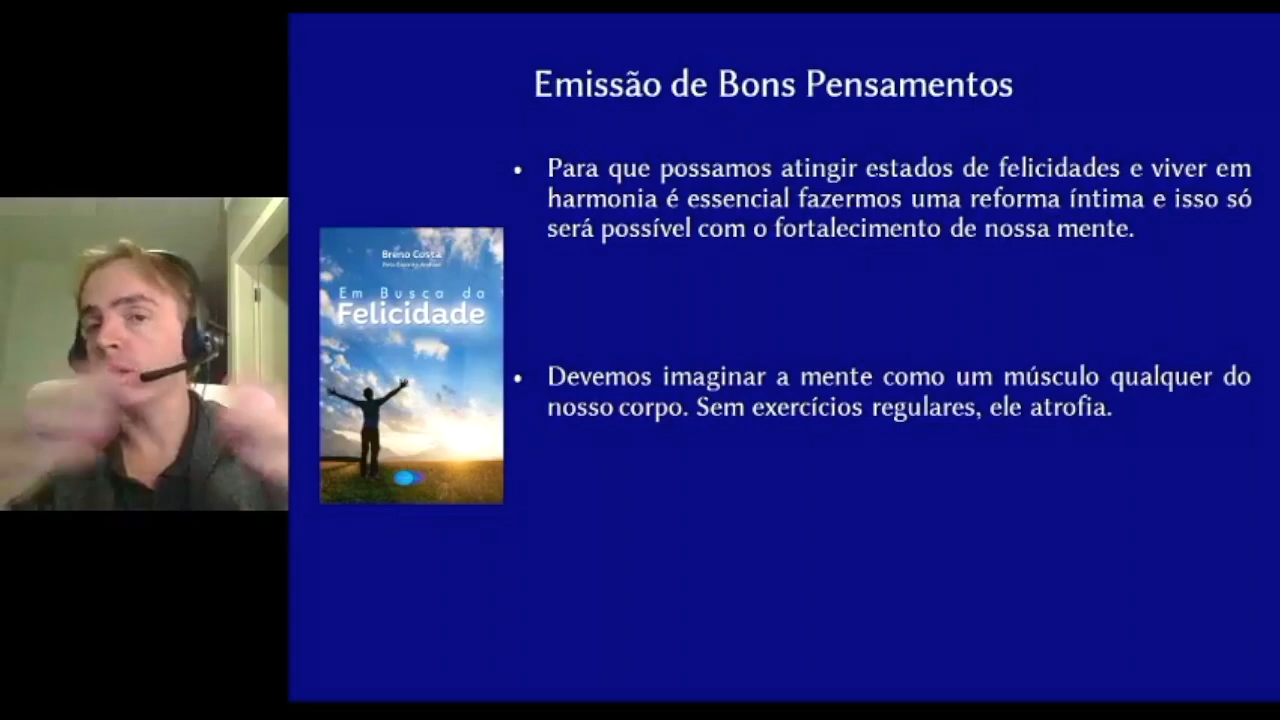 Emissão de Bons Pensamentos
• Para que possamos atingir estados de felicidades e viver em
harmonia é essencial fazermos uma reforma íntima e isso só
será possível com o fortalecimento de nossa mente.
Breno Costa
Em Busca da
Felicidade
• Devemos imaginar a mente como um músculo qualquer do
nosso corpo. Sem exercícios regulares, ele atrofia.